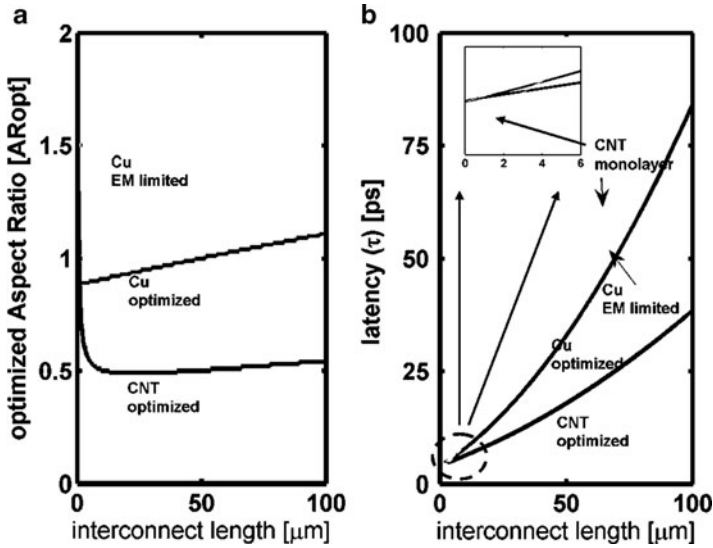 a
optimized Aspect Ratio [ARopt]
2
1.5
1
0.5
0
Cu
EM limited
Cu
optimized
CNT
optimized
0
50
100
interconnect length [μm]
b
latency (τ) [ps]
100
75
50
25
0
0
2
4
6
CNT
monolayer
Cu
EM limited
Cu
optimized
CNT
optimized
0
50
100
interconnect length [μm]